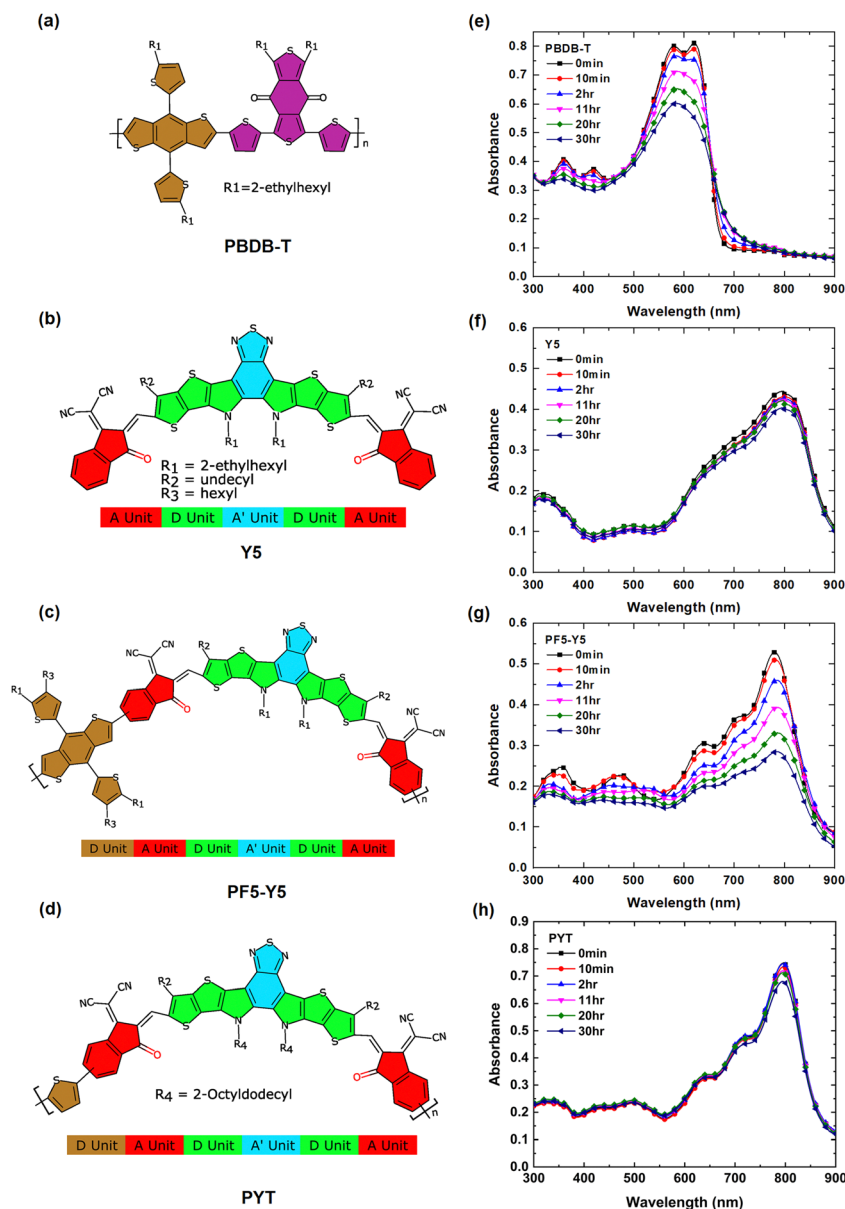 (a)
R1
S
S
S
S
R1
R1
S
R1
O
O
S
S
S
n
R1=2-ethylhexyl
PBDB-T
(e)
PBDB-T
0min
10min
2hr
11hr
20hr
30hr
Absorbance
0.8
0.7
0.6
0.5
0.4
0.3
0.2
0.1
0.0
300 400 500 600 700 800 900
Wavelength (nm)
(b)
S
N N
CN
NC
R2
S
S
R2
CN
NC
S
N
N
S
O
R1
R1
O
R1 = 2-ethylhexyl
R2 = undecyl
R3 = hexyl
A Unit D Unit A' Unit D Unit A Unit
Y5
(f)
Y5
0min
10min
2hr
11hr
20hr
30hr
Absorbance
0.6
0.5
0.4
0.3
0.2
0.1
0.0
300 400 500 600 700 800 900
Wavelength (nm)
(c)
S
N N
NC
CN
R2
S
S
R2
R3
R1
S
O
S
N
N
S
R1
R1
NC
CN
O
S
S
S
R1
R3
n
D Unit A Unit D Unit A' Unit D Unit A Unit
PF5-Y5
(g)
PF5-Y5
0min
10min
2hr
11hr
20hr
30hr
Absorbance
0.6
0.5
0.4
0.3
0.2
0.1
0.0
300 400 500 600 700 800 900
Wavelength (nm)
(d)
S
N N
CN
NC
R2
S
S
R2
S
N
N
S
R4
R4
NC
CN
O
O
S
n
R4 = 2-Octyldodecyl
D Unit A Unit D Unit A' Unit D Unit A Unit
PYT
(h)
PYT
0min
10min
2hr
11hr
20hr
30hr
Absorbance
0.9
0.8
0.7
0.6
0.5
0.4
0.3
0.2
0.1
0.0
300 400 500 600 700 800 900
Wavelength (nm)